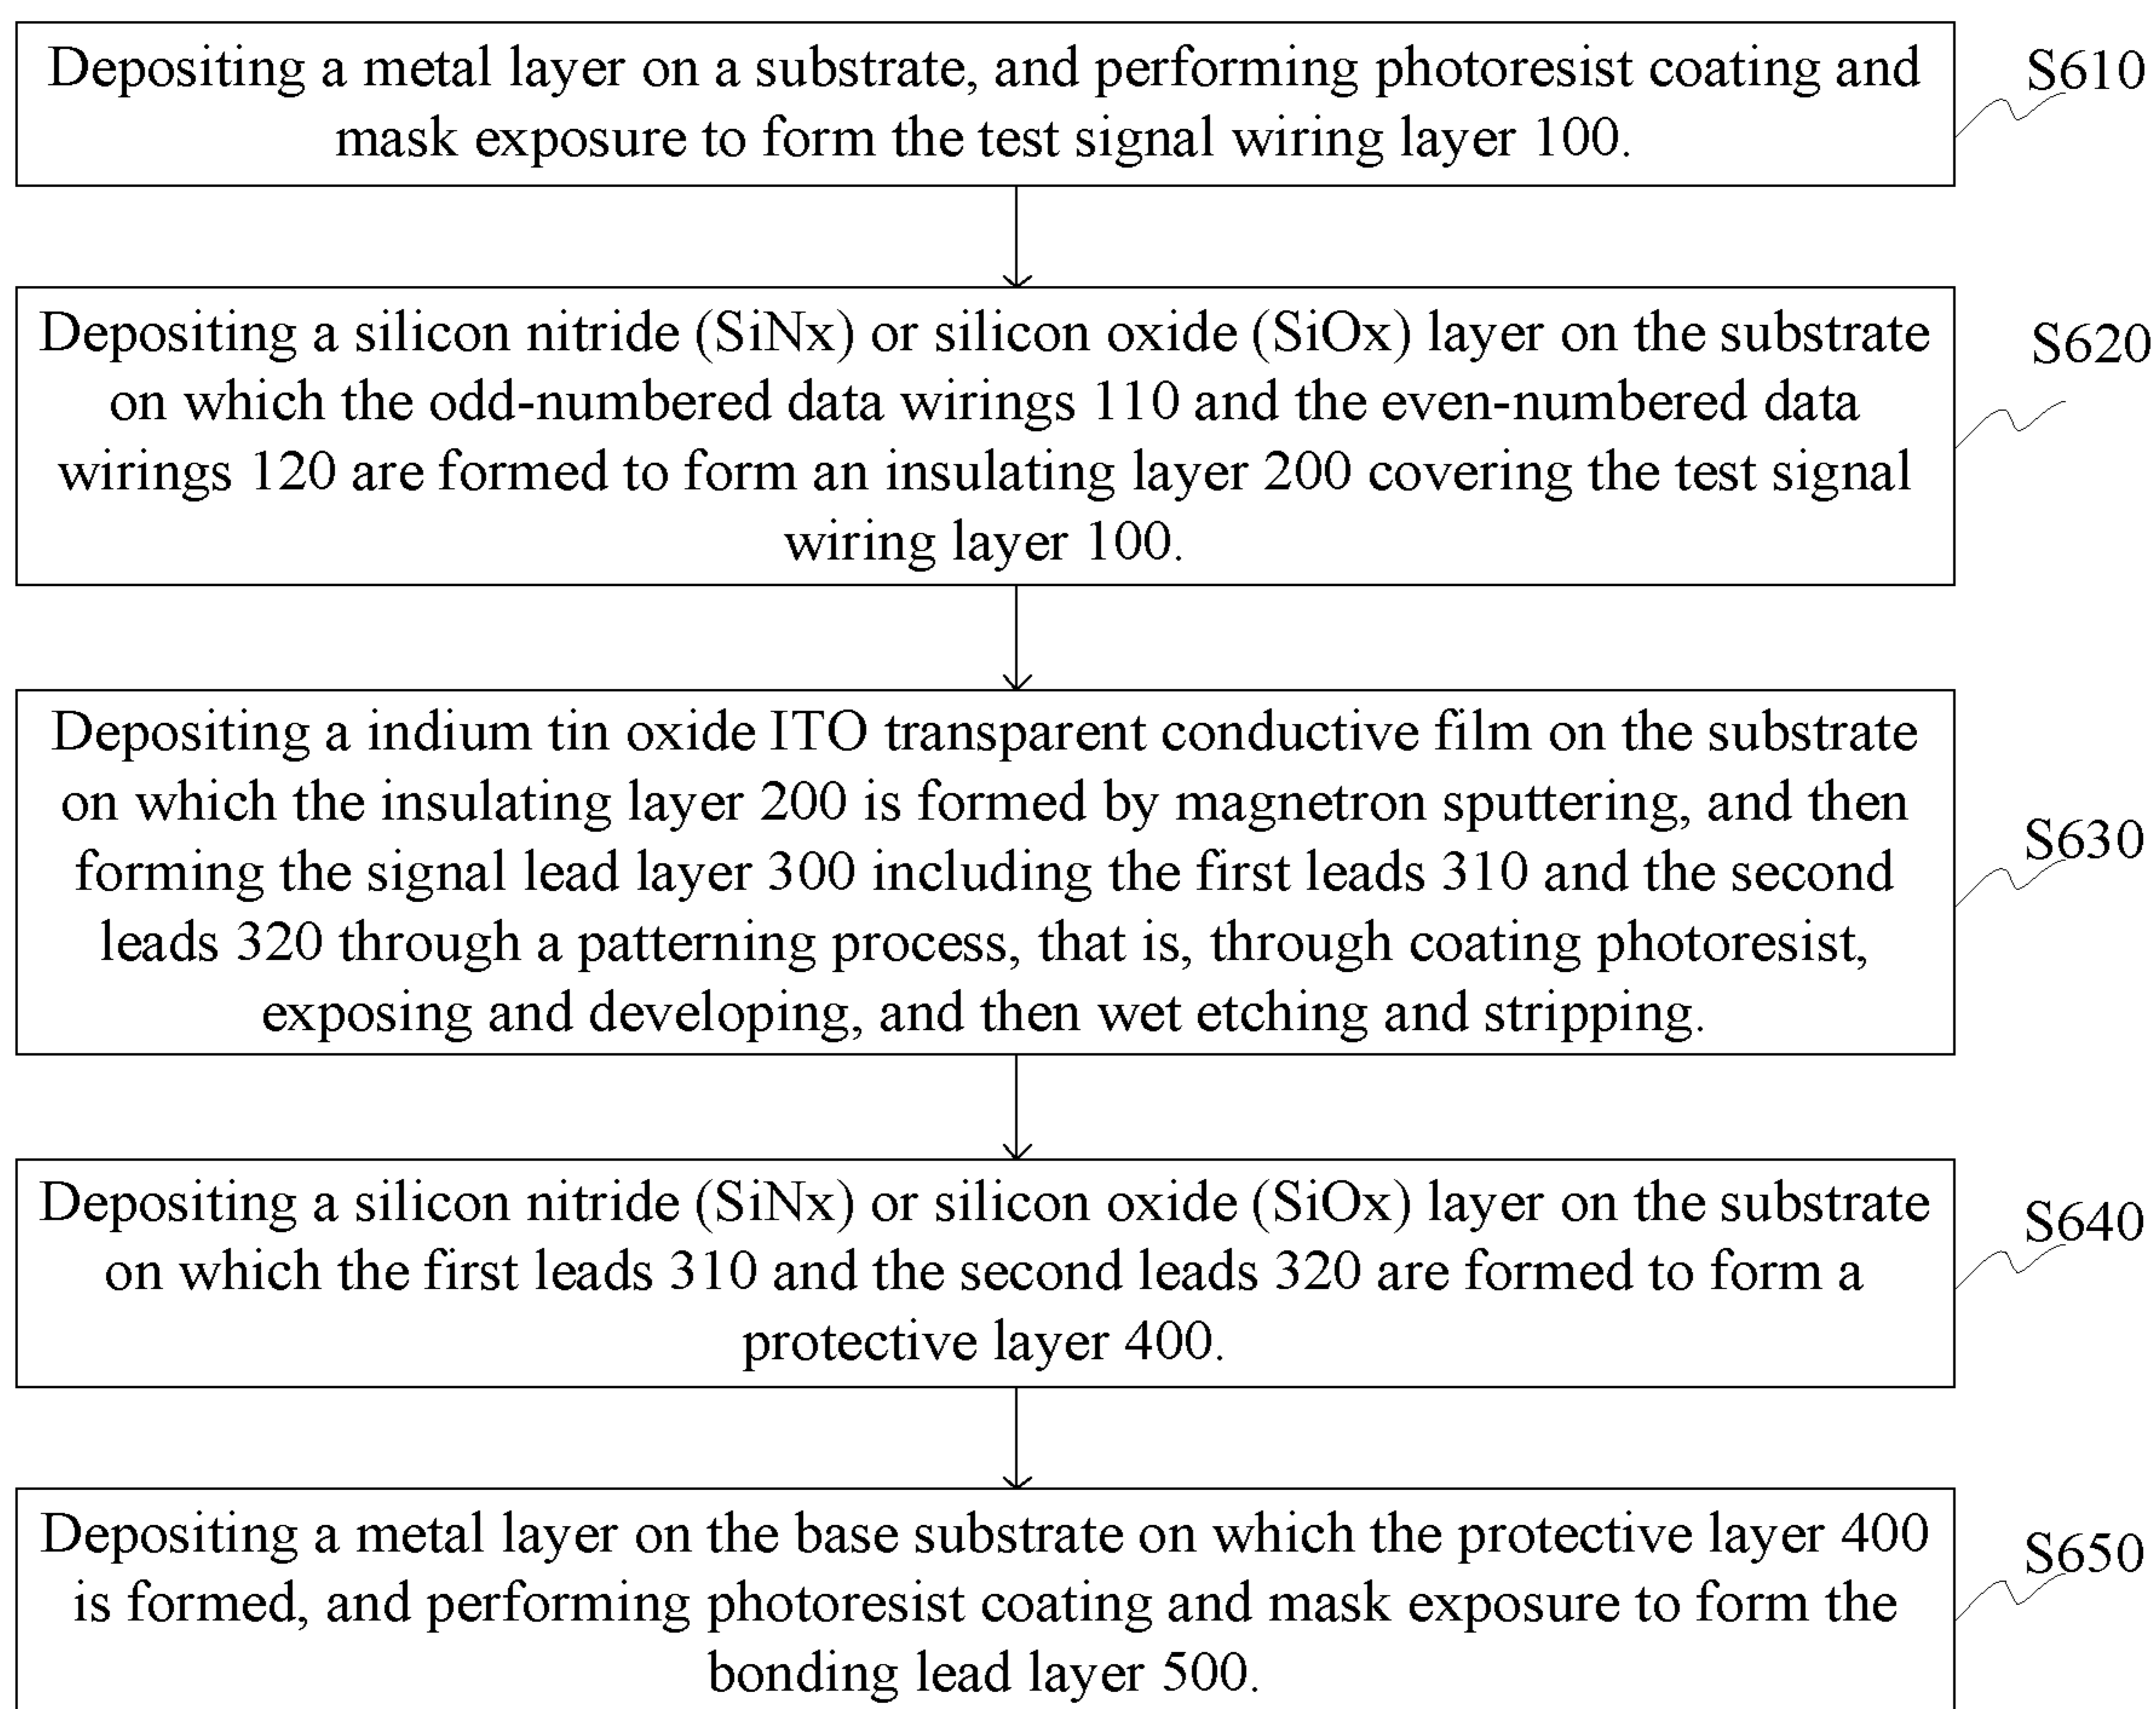 Depositing a metal layer on a substrate, and performing photoresist coating and
mask exposure to form the test signal wiring layer 100.
S610
Depositing a silicon nitride (SiNx) or silicon oxide (SiOx) layer on the substrate
on which the odd-numbered data wirings 110 and the even-numbered data
wirings 120 are formed to form an insulating layer 200 covering the test signal
wiring layer 100.
S620
Depositing a indium tin oxide ITO transparent conductive film on the substrate
on which the insulating layer 200 is formed by magnetron sputtering, and then
forming the signal lead layer 300 including the first leads 310 and the second
leads 320 through a patterning process, that is, through coating photoresist,
exposing and developing, and then wet etching and stripping.
S630
Depositing a silicon nitride (SiNx) or silicon oxide (SiOx) layer on the substrate
on which the first leads 310 and the second leads 320 are formed to form a
protective layer 400.
S640
Depositing a metal layer on the base substrate on which the protective layer 400
is formed, and performing photoresist coating and mask exposure to form the
bonding lead layer 500.
S650